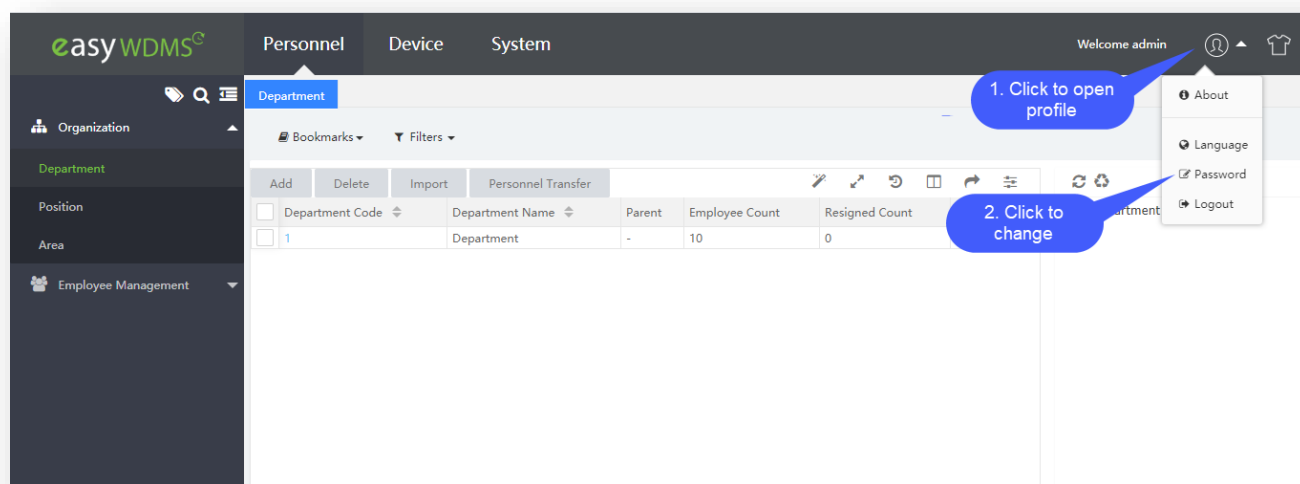 easy WDMS
Personnel Device System
Welcome admin
1. Click to open
profile
About
Language
Password
Logout
Department
Organization
Bookmarks Filters
Department
Position
Area
Employee Management
Add Delete Import Personnel Transfer
Department Code Department Name Parent Employee Count Resigned Count
1 Department - 10 0
2. Click to
change